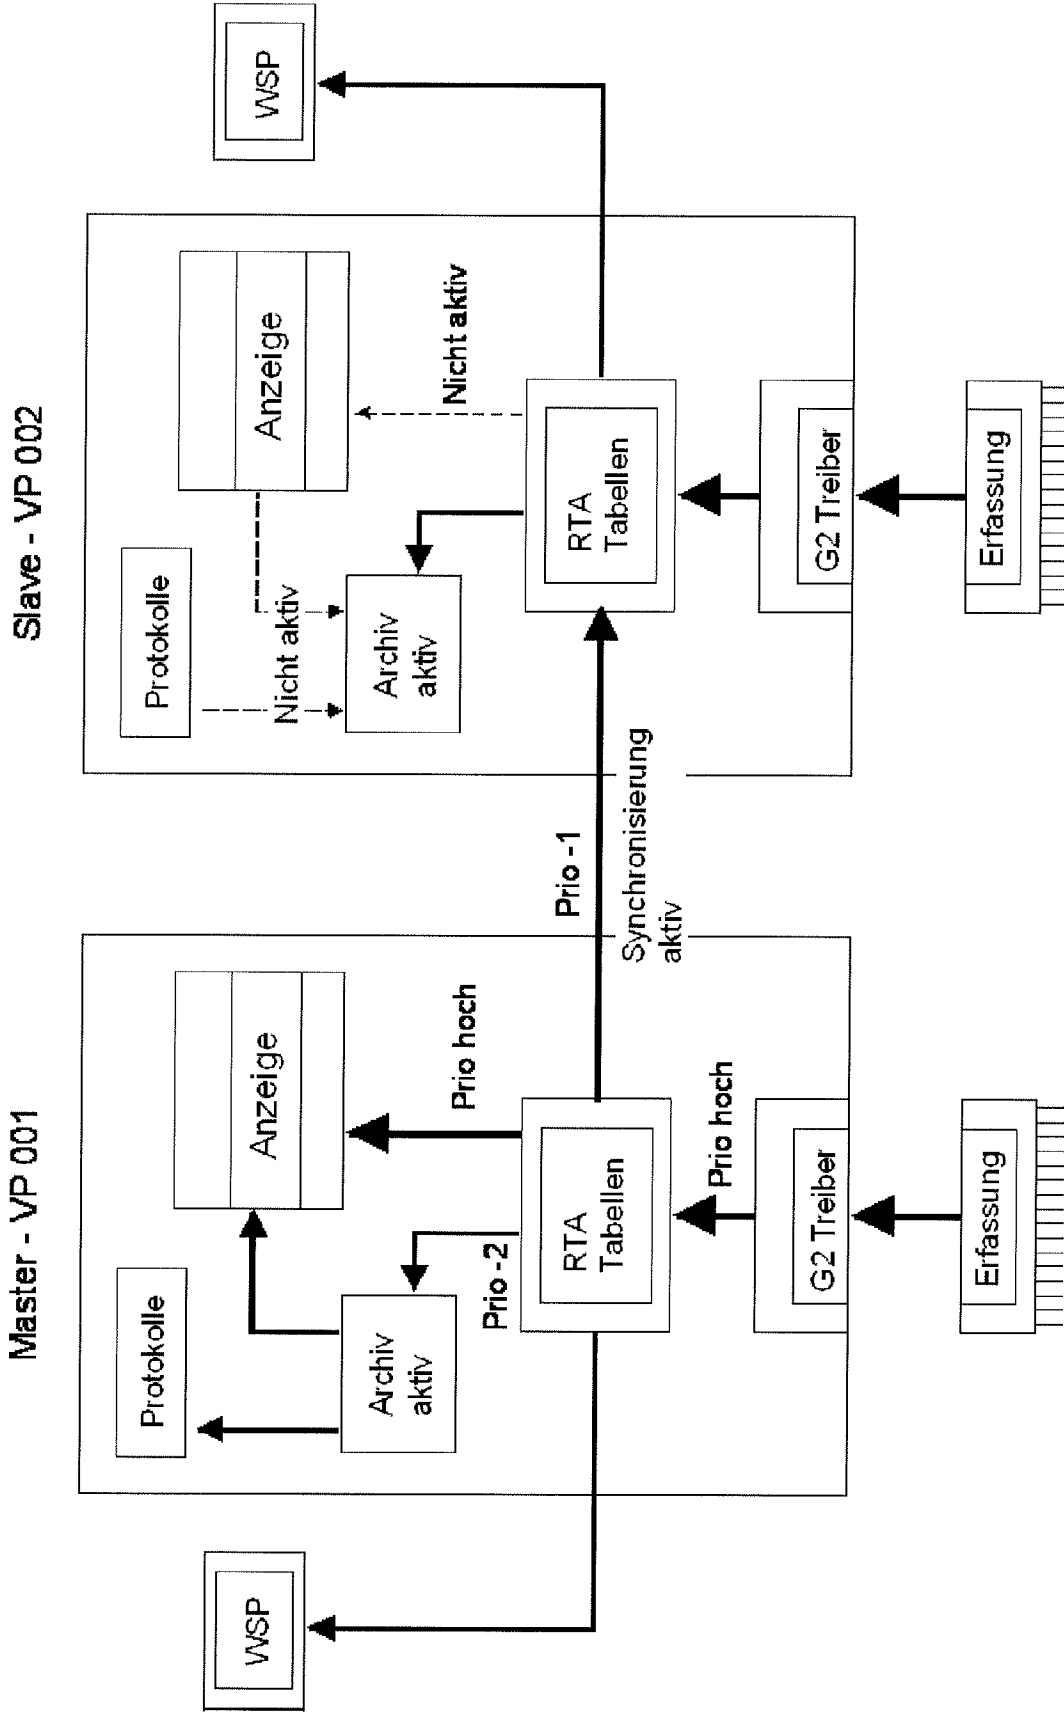 Master - VP 001
WSP
Protokolle
Anzeige
Archiv
aktiv
Prio -2
Prio hoch
RTA
Tabellen
Prio hoch
G2 Treiber
Erfassung
Prio -1
Synchronisierung
aktiv
Slave - VP 002
Protokolle
Anzeige
Nicht aktiv
Archiv
aktiv
Nicht aktiv
RTA
Tabellen
G2 Treiber
Erfassung
WSP